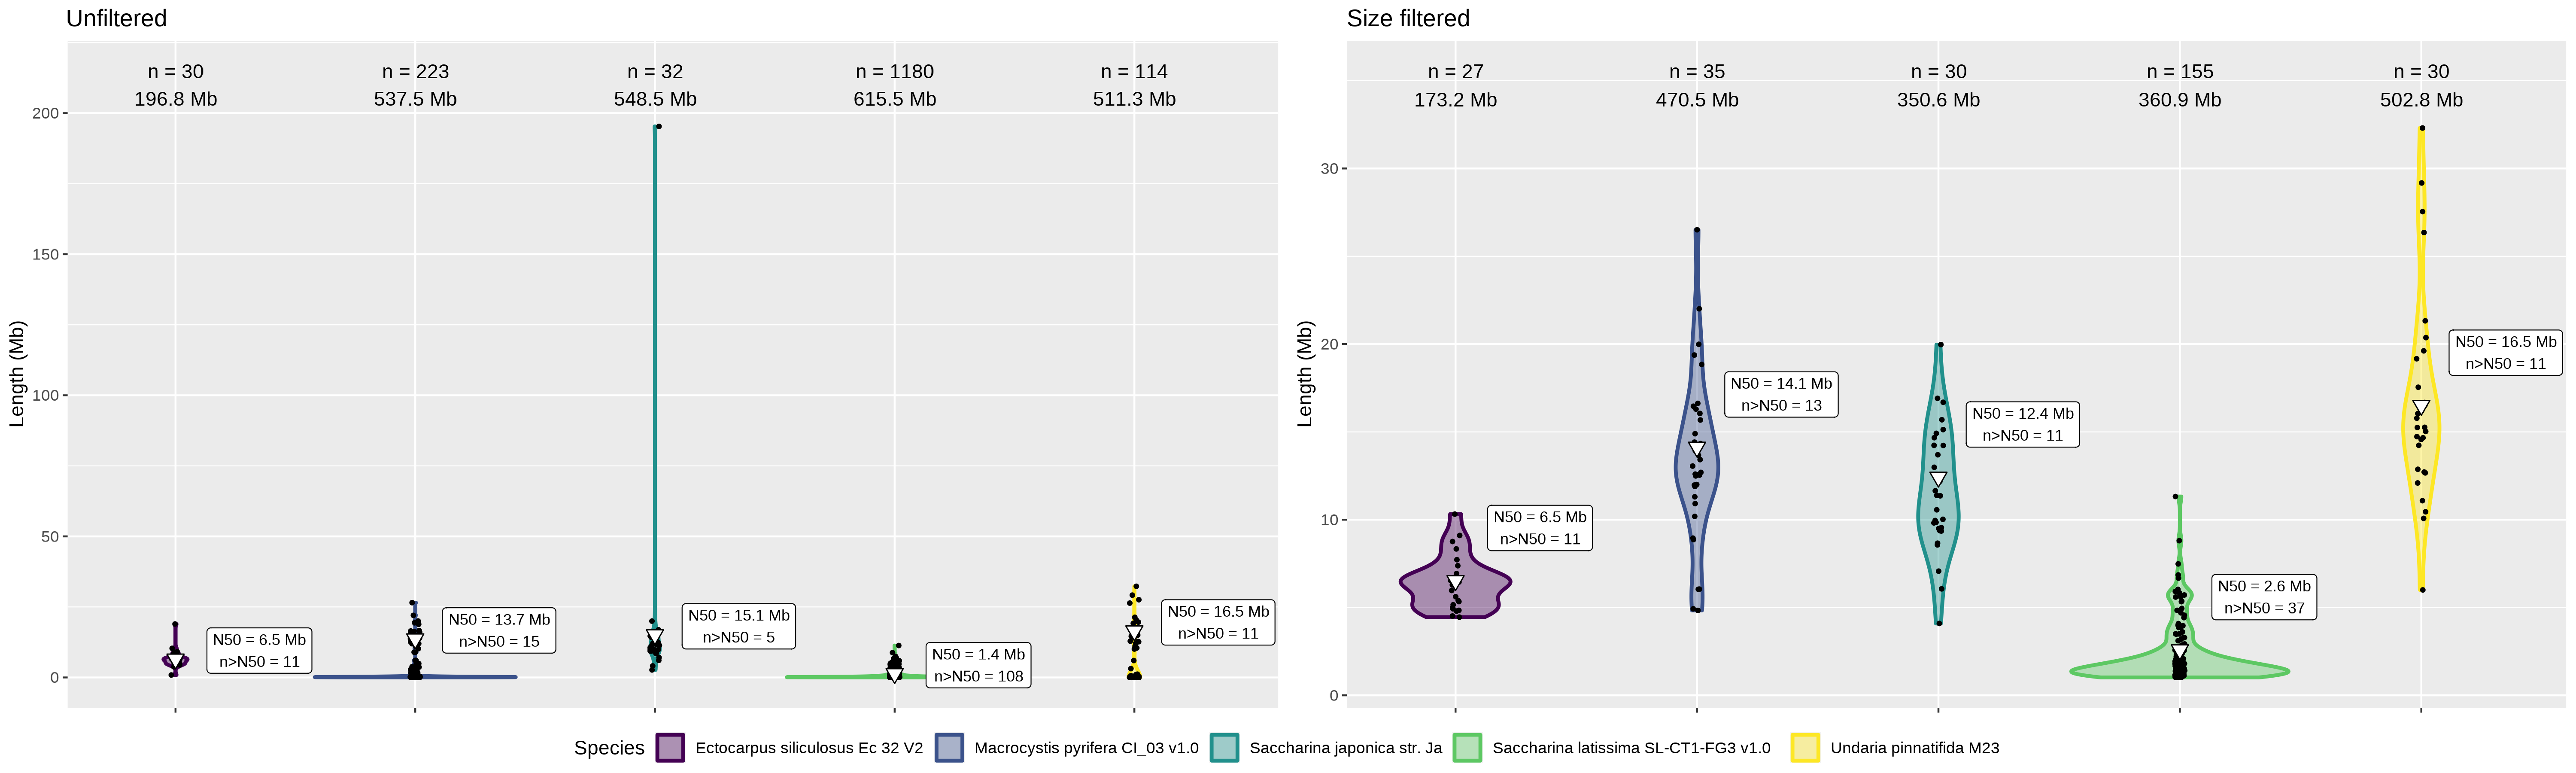 Unfiltered
n = 30
196.8 Mb
n = 223
537.5 Mb
n = 32
548.5 Mb
n = 1180
615.5 Mb
n = 114
511.3 Mb
Length (Mb)
200
150
100
50
0
N50 = 6.5 Mb
n>N50 = 11
N50 = 13.7 Mb
n>N50 = 15
N50 = 15.1 Mb
n>N50 = 5
N50 = 1.4 Mb
n>N50 = 108
N50 = 16.5 Mb
n>N50 = 11
Size filtered
n = 27
173.2 Mb
n = 35
470.5 Mb
n = 30
350.6 Mb
n = 155
360.9 Mb
n = 30
502.8 Mb
Length (Mb)
30
20
10
0
N50 = 6.5 Mb
n>N50 = 11
N50 = 14.1 Mb
n>N50 = 13
N50 = 12.4 Mb
n>N50 = 11
N50 = 2.6 Mb
n>N50 = 37
N50 = 16.5 Mb
n>N50 = 11
Species
Ectocarpus siliculosus Ec 32 V2
Macrocystis pyrifera CI_03 v1.0
Saccharina japonica str. Ja
Saccharina latissima SL-CT1-FG3 v1.0
Undaria pinnatifida M23